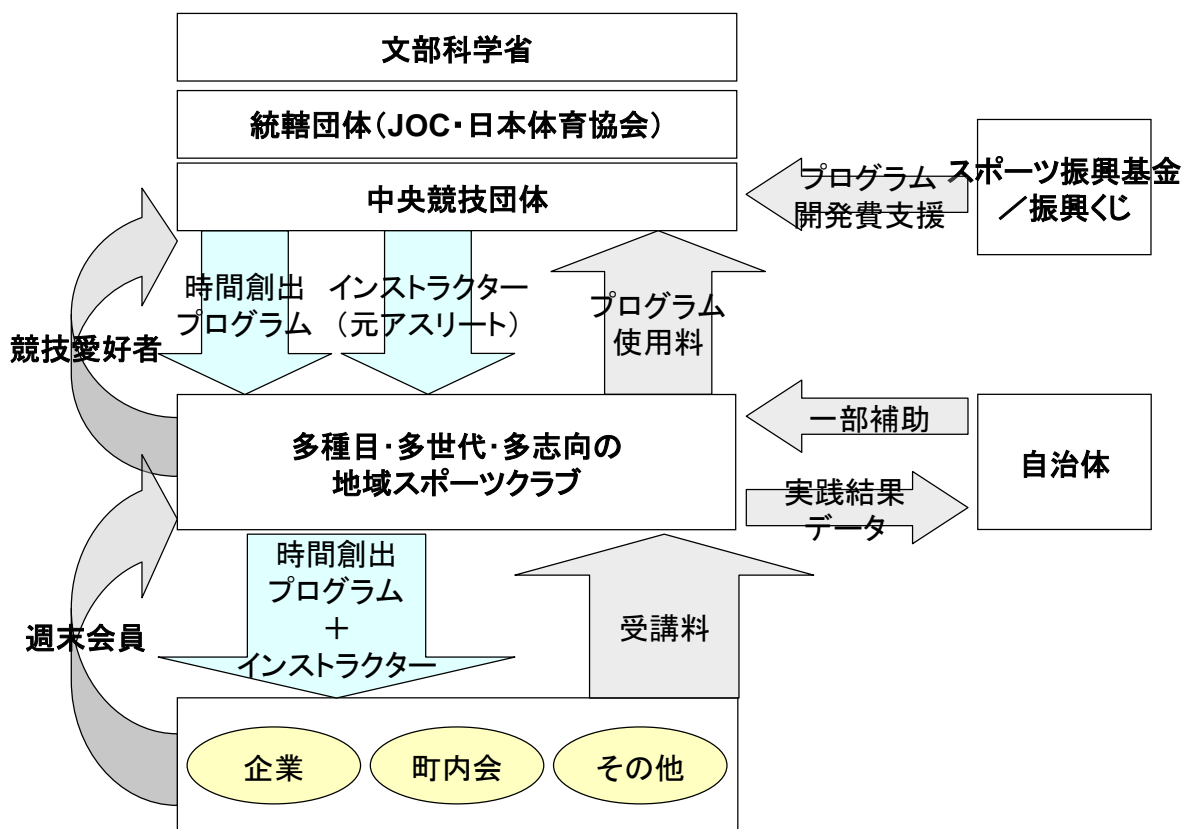 文部科学省
統轄団体（JOC・日本体育協会）
中央競技団体
スポーツ振興基金
／振興くじ
プログラム
開発費支援
時間創出
プログラム
インストラクター
（元アスリート）
プログラム
使用料
競技愛好者
多種目・多世代・多志向の
地域スポーツクラブ
一部補助
自治体
実践結果
データ
時間創出
プログラム
＋
インストラクター
受講料
週末会員
企業
町内会
その他